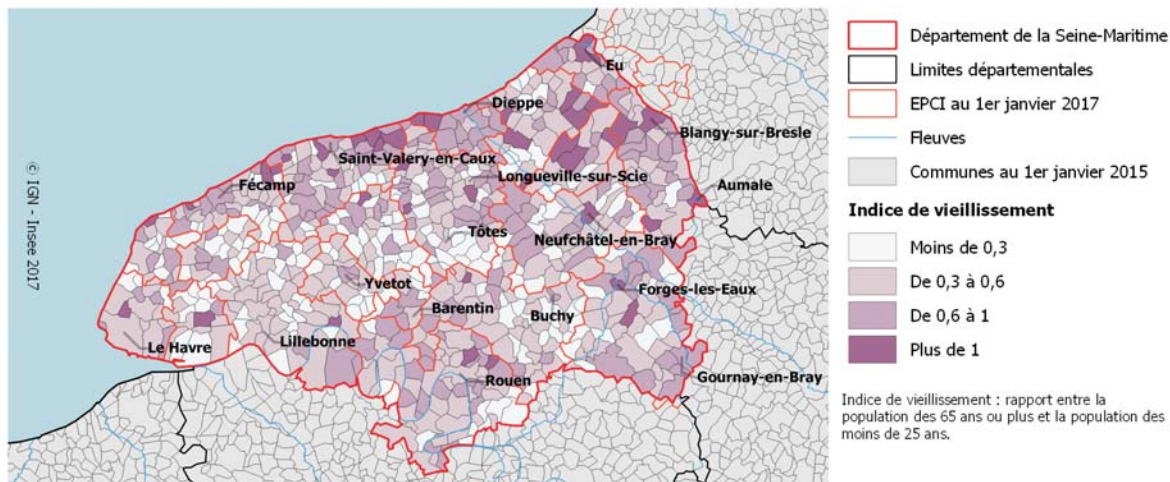 Eu
Dieppe
Blangy-sur-Bresle
Saint-Valery-en-Caux
Longueville-sur-Scie
Fécamp
Aumale
Tôtes
Neufchâtel-en-Bray
Yvetot
Forges-les-Eaux
Barentin
Buchy
Le Havre
Lillebonne
Rouen
Gournay-en-Bray
© IGN - Insee 2017
Département de la Seine-Maritime
Limites départementales
EPCI au 1er janvier 2017
Fleuves
Communes au 1er janvier 2015
Indice de vieillissement
Moins de 0,3
De 0,3 à 0,6
De 0,6 à 1
Plus de 1
Indice de vieillissement : rapport entre la
population des 65 ans ou plus et la population des
moins de 25 ans.